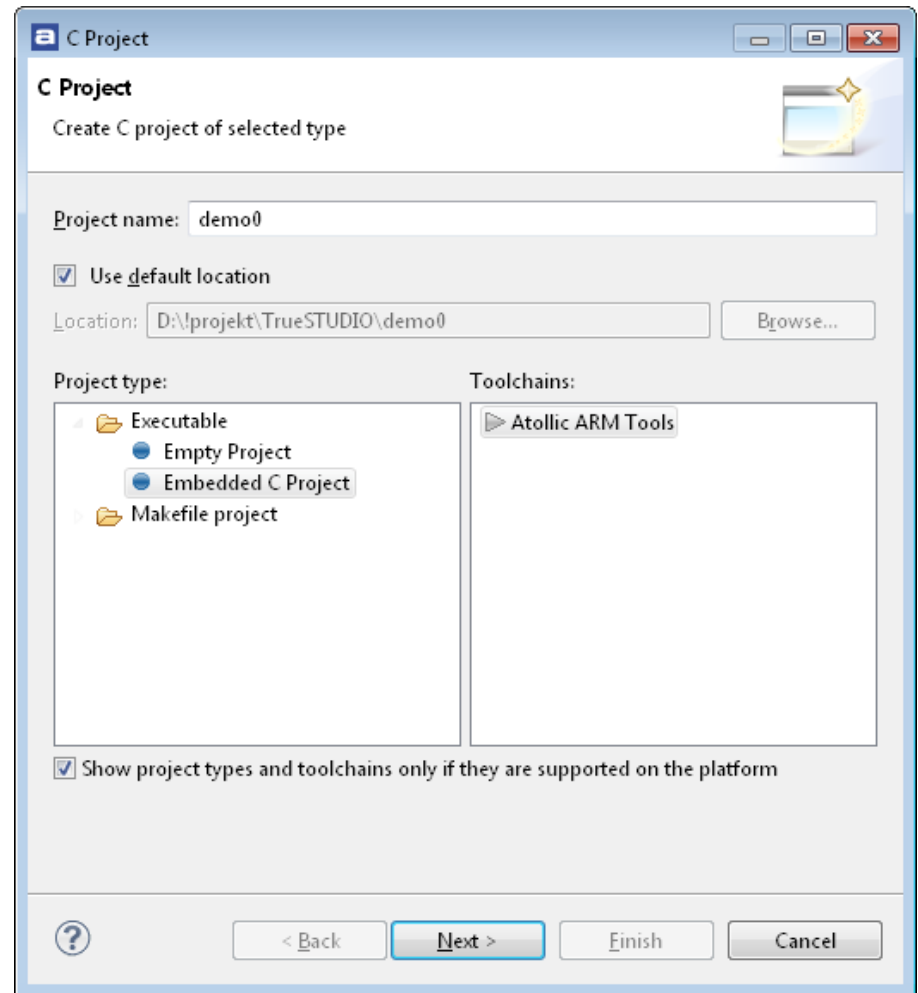 a C Project
C Project
Create C project of selected type
Project name: demo0
Use default location
Location: D:\!projekt\TrueSTUDIO\demo0 Browse...
Project type: Toolchains:
Executable Atollic ARM Tools
Empty Project
Embedded C Project
Makefile project
Show project types and toolchains only if they are supported on the platform
? < Back Next > Finish Cancel